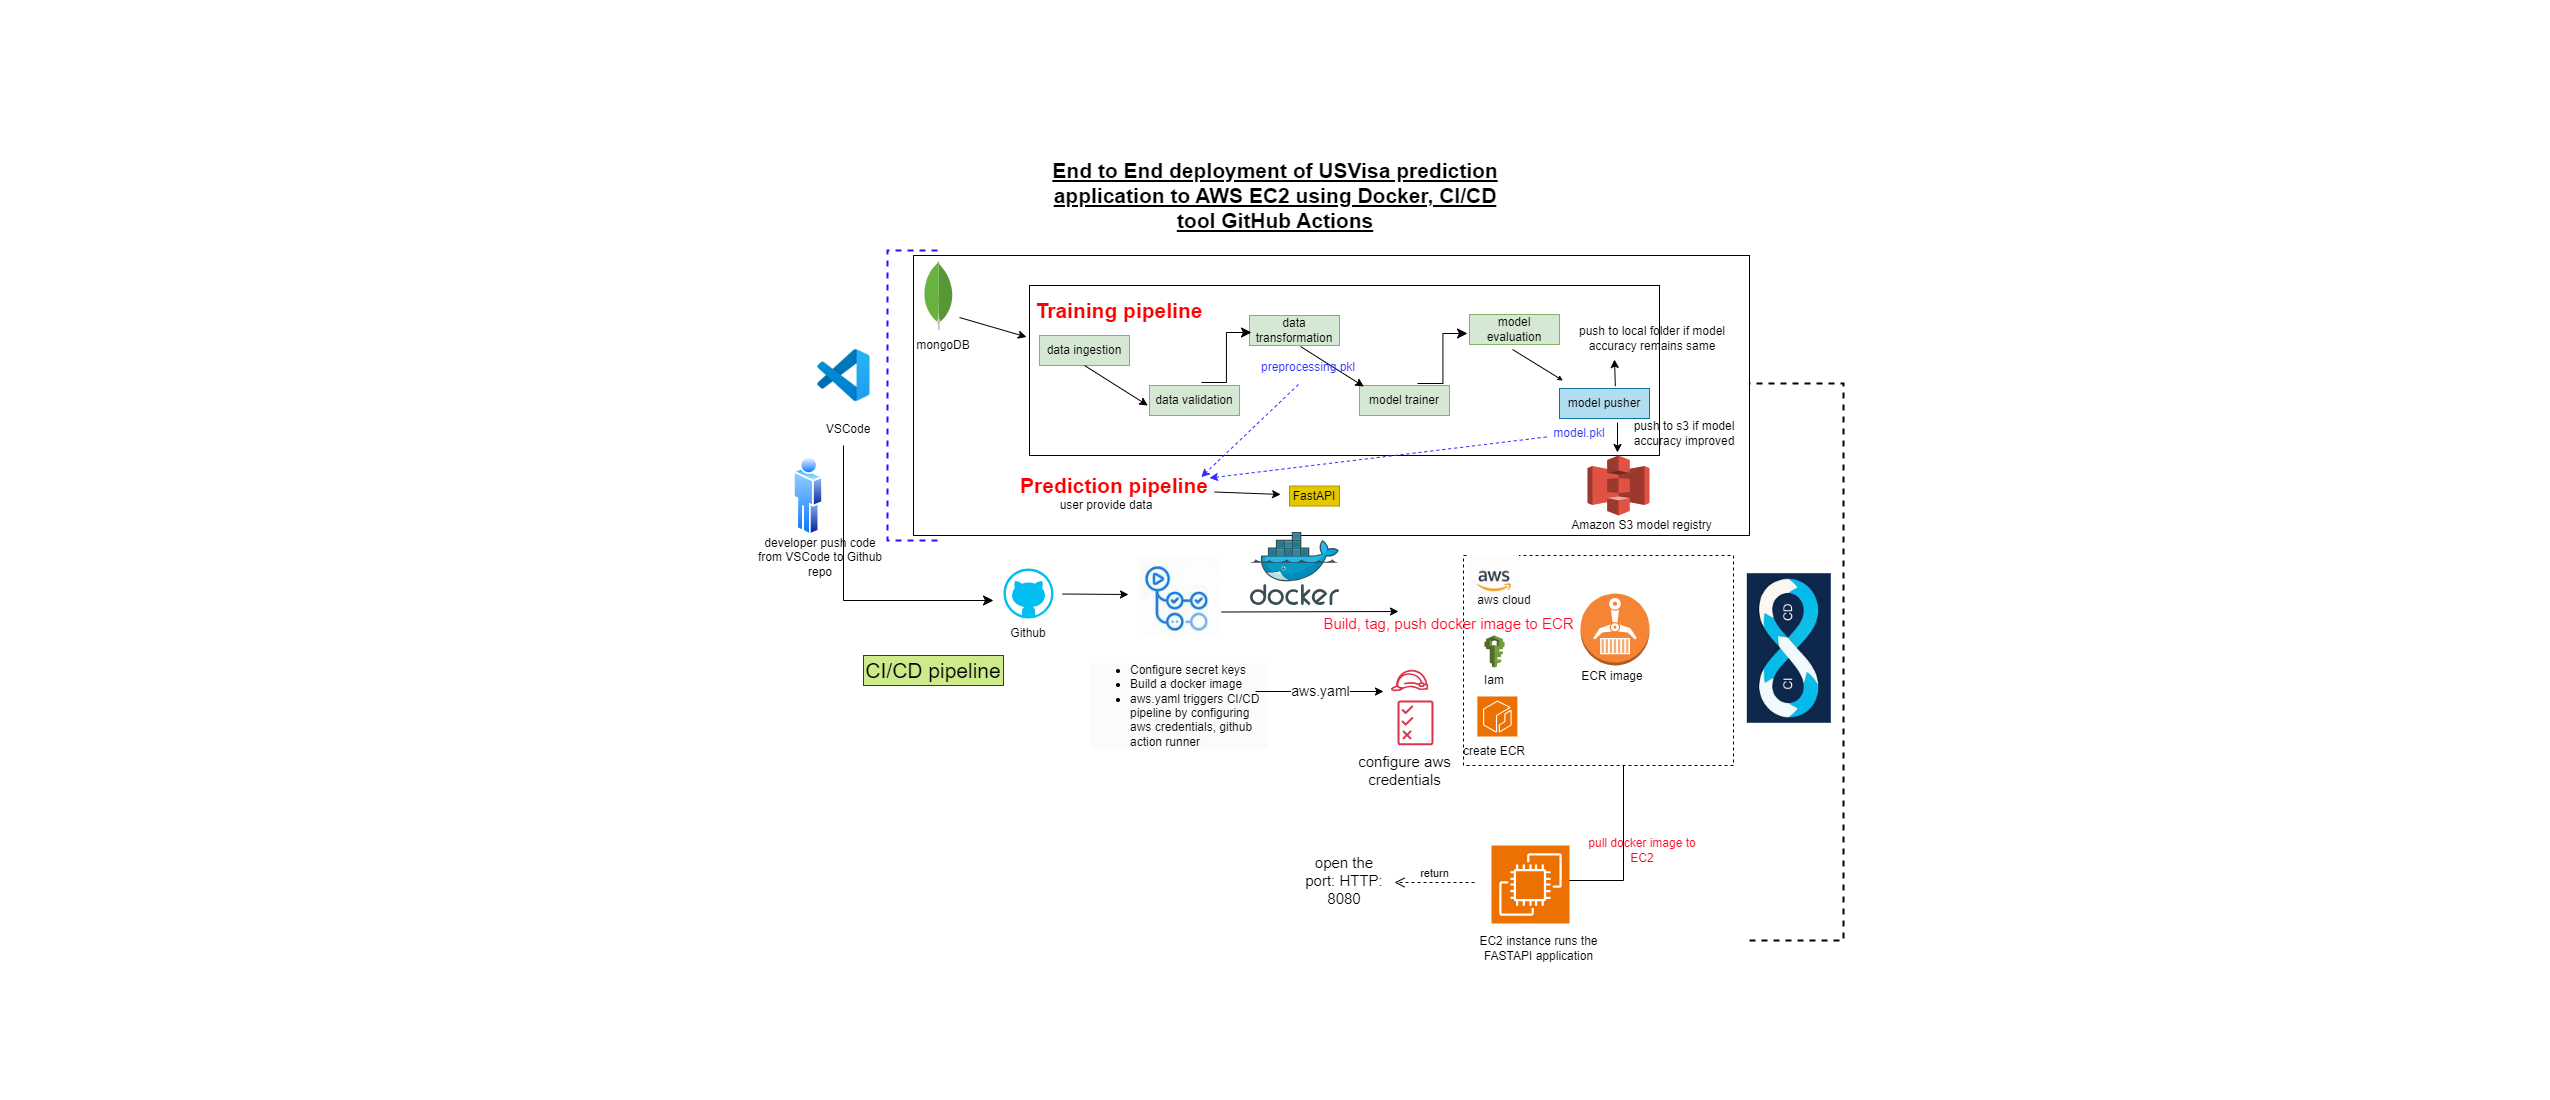 End to End deployment of USVisa prediction
application to AWS EC2 using Docker, CI/CD
tool GitHub Actions
mongoDB
Training pipeline
data ingestion
data validation
data
transformation
preprocessing.pkl
model trainer
model
evaluation
push to local folder if model
accuracy remains same
model pusher
model.pkl
push to s3 if model
accuracy improved
Prediction pipeline
user provide data
FastAPI
Amazon S3 model registry
VSCode
developer push code
from VSCode to Github
repo
Github
docker
Build, tag, push docker image to ECR
aws
aws cloud
Iam
create ECR
ECR image
CD
CI
CI/CD pipeline
• Configure secret keys
• Build a docker image
• aws.yaml triggers CI/CD
pipeline by configuring
aws credentials, github
action runner
aws.yaml
configure aws
credentials
pull docker image to
EC2
return
open the
port: HTTP:
8080
EC2 instance runs the
FASTAPI application